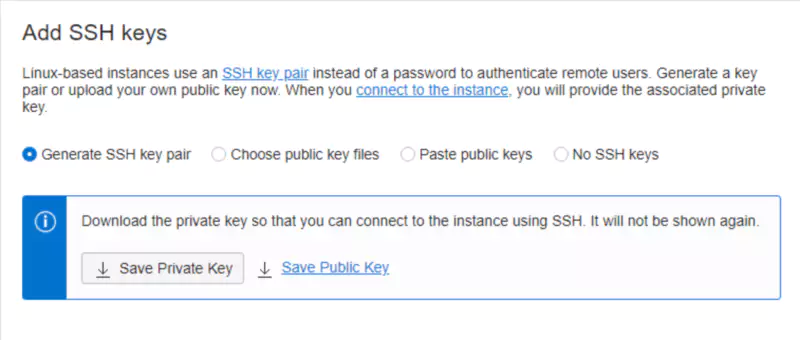 Add SSH keys
Linux-based instances use an SSH key pair instead of a password to authenticate remote users. Generate a key
pair or upload your own public key now. When you connect to the instance, you will provide the associated private
key.
Generate SSH key pair Choose public key files Paste public keys No SSH keys
Download the private key so that you can connect to the instance using SSH. It will not be shown again.
Save Private Key Save Public Key